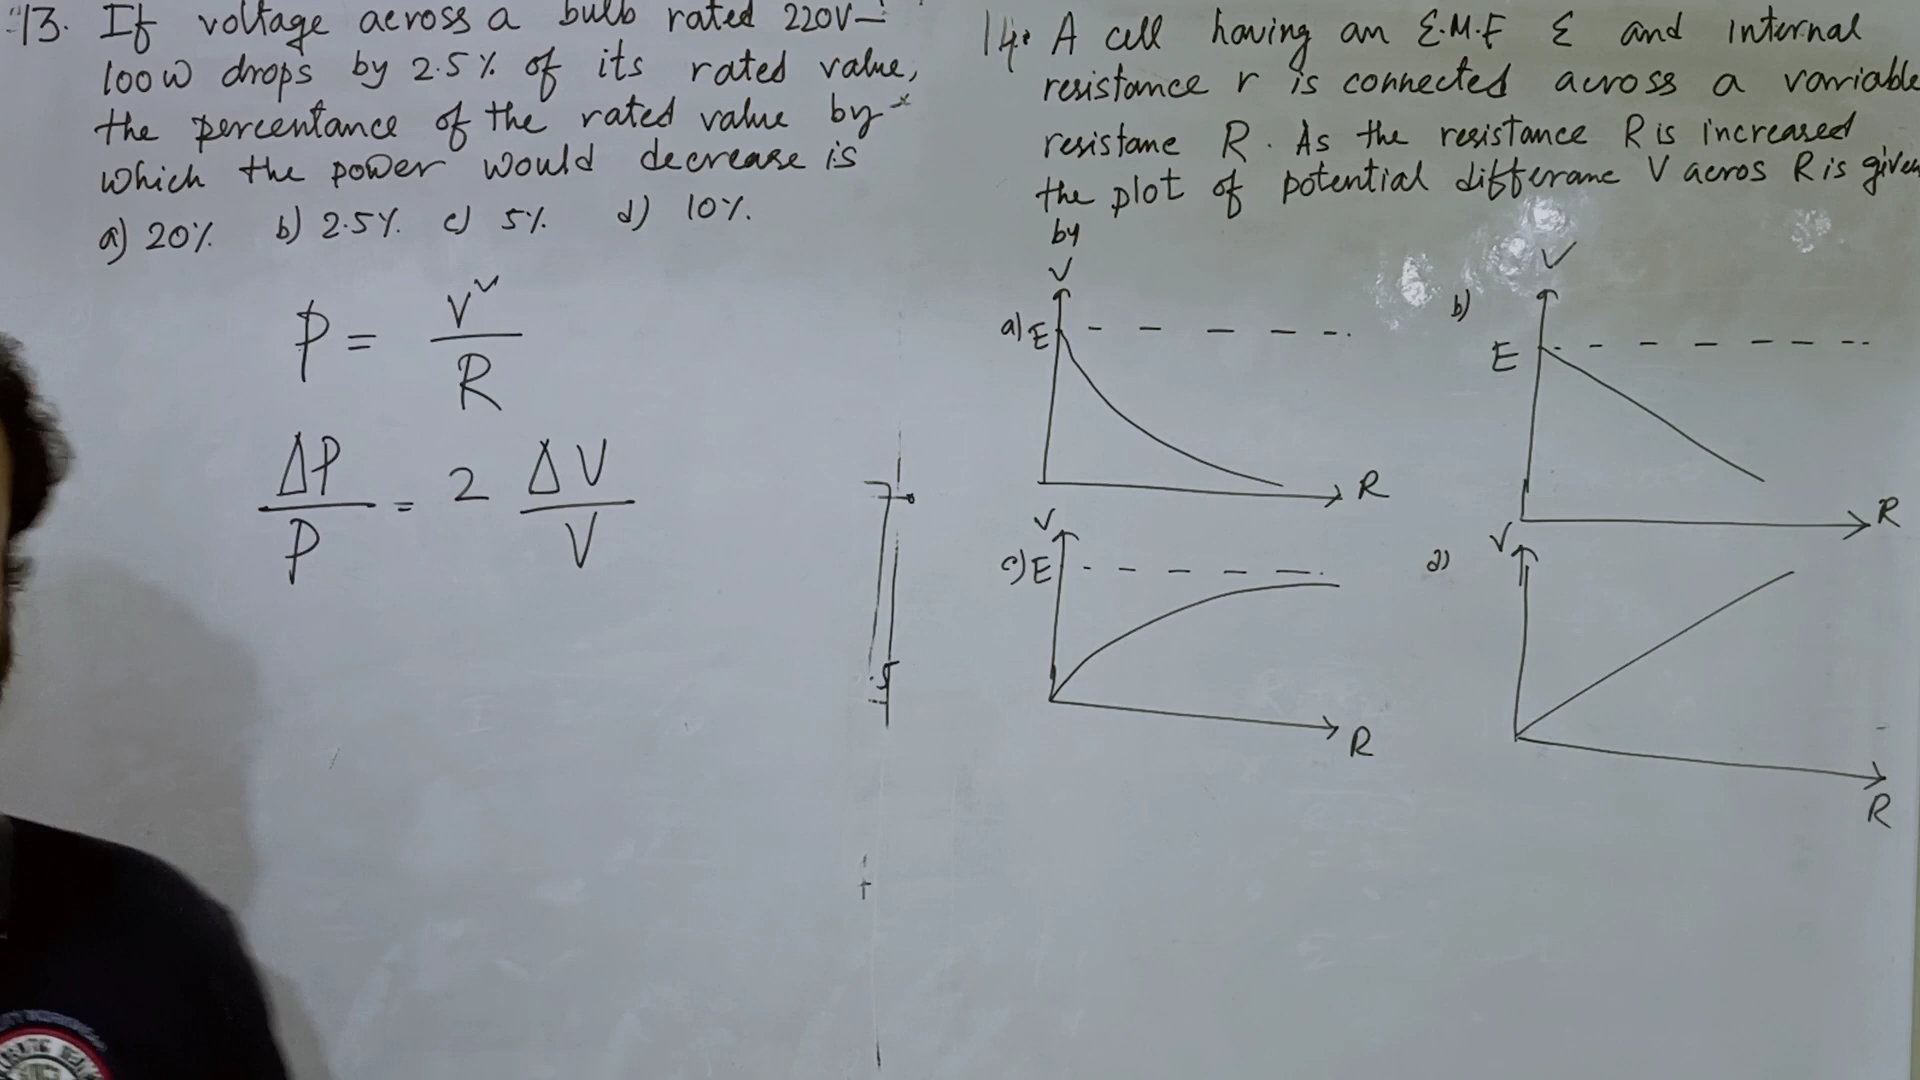 13. If voltage across a bulb rated 220V-
100W drops by 2.5% of its rated value,
the percentance of the rated value by
which the power would decrease is
a) 20% b) 2.5% c) 5% d) 10%.
P = V² / R
ΔP / P = 2 ΔV / V
14. A cell having an E.M.F ε and internal
resistance r is connected across a variable
resistane R. As the resistance R is increased
the plot of potential differane V acros R is given
by
a) V E R
b) V E R
c) V E R
d) V R